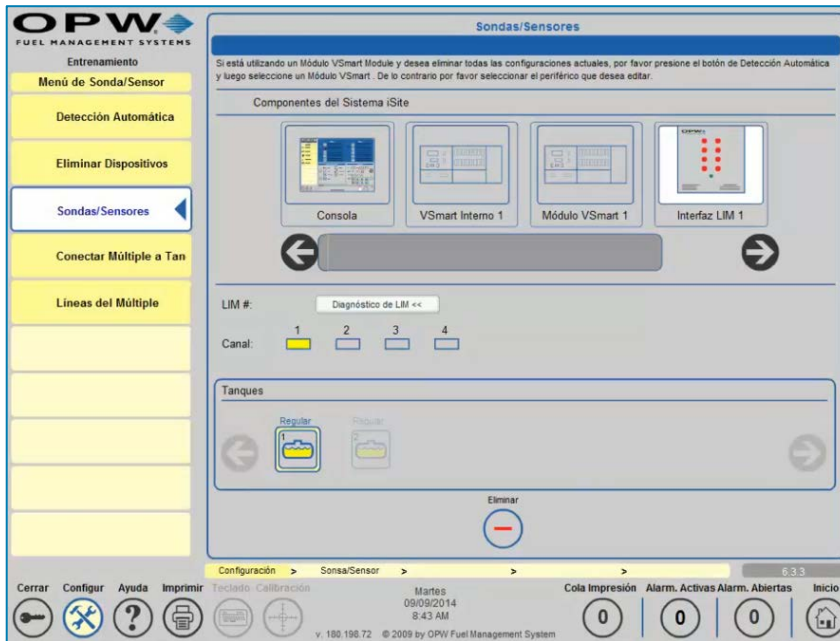 OPW
FUEL MANAGEMENT SYSTEMS
Entrenamiento
Menú de Sonda/Sensor
Detección Automática
Eliminar Dispositivos
Sondas/Sensores
Conectar Múltiple a Tan
Líneas del Múltiple
Sondas/Sensores
Si está utilizando un Módulo VSmart Module y desea eliminar todas las configuraciones actuales, por favor presione el botón de Detección Automática
y luego seleccione un Módulo VSmart . De lo contrario por favor seleccionar el periférico que desea editar.
Componentes del Sistema iSite
Consola
VSmart Interno 1
Módulo VSmart 1
OPW
Interfaz LIM 1
LIM #:
Diagnóstico de LIM <<
1 2 3 4
Canal:
Tanques
Regular
1
Regular
2
Eliminar
Configuración > Sonsa/Sensor > > >
6.3.3
Cerrar Configur Ayuda Imprimir Teclado Calibración
Martes
09/09/2014
8:43 AM
v. 180.198.72 © 2009 by OPW Fuel Management System
Cola Impresión Alarm. Activas Alarm. Abiertas Inicio
0 0 0